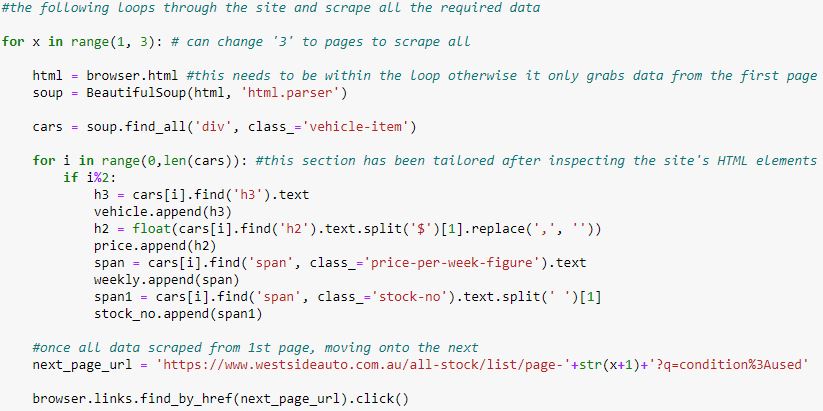 #the following loops through the site and scrape all the required data
for x in range(1, 3): # can change '3' to pages to scrape all
html = browser.html #this needs to be within the loop otherwise it only grabs data from the first page
soup = BeautifulSoup(html, 'html.parser')
cars = soup.find_all('div', class_='vehicle-item')
for i in range(0,len(cars)): #this section has been tailored after inspecting the site's HTML elements
if i%2:
h3 = cars[i].find('h3').text
vehicle.append(h3)
h2 = float(cars[i].find('h2').text.split('$')[1].replace(',', ''))
price.append(h2)
span = cars[i].find('span', class_='price-per-week-figure').text
weekly.append(span)
span1 = cars[i].find('span', class_='stock-no').text.split(' ')[1]
stock_no.append(span1)
#once all data scraped from 1st page, moving onto the next
next_page_url = 'https://www.westsideauto.com.au/all-stock/list/page-'+str(x+1)+'?q=condition%3Aused'
browser.links.find_by_href(next_page_url).click()